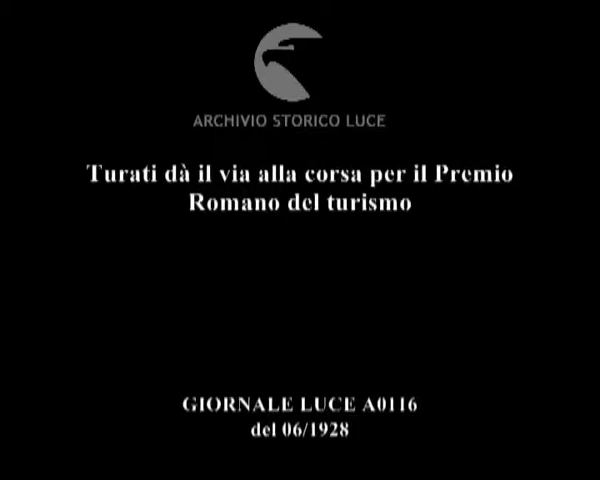 ARCHIVIO STORICO LUCE
Turati dà il via alla corsa per il Premio
Romano del turismo
GIORNALE LUCE A0116
del 06/1928